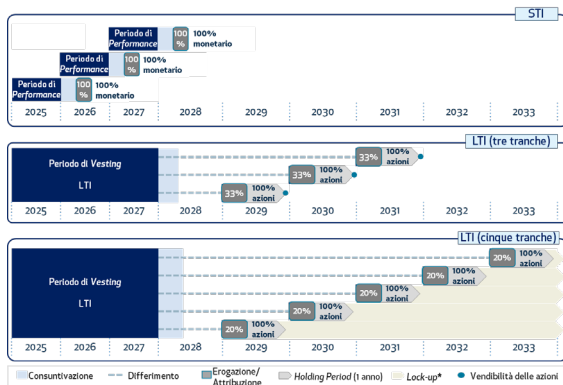 STI
Periodo di
Performance
100
%
100%
monetario
Periodo di
Performance
100
%
100%
monetario
Periodo di
Performance
100
%
100%
monetario
2025 2026 2027 2028 2029 2030 2031 2032 2033
LTI (tre tranche)
Periodo di Vesting
LTI
33%
100%
azioni
33%
100%
azioni
33%
100%
azioni
2025 2026 2027 2028 2029 2030 2031 2032 2033
LTI (cinque tranche)
Periodo di Vesting
LTI
20%
100%
azioni
20%
100%
azioni
20%
100%
azioni
20%
100%
azioni
20%
100%
azioni
2025 2026 2027 2028 2029 2030 2031 2032 2033
Consuntivazione
Differimento
Erogazione/
Attribuzione
Holding Period (1 anno)
Lock-up*
Vendibilità delle azioni